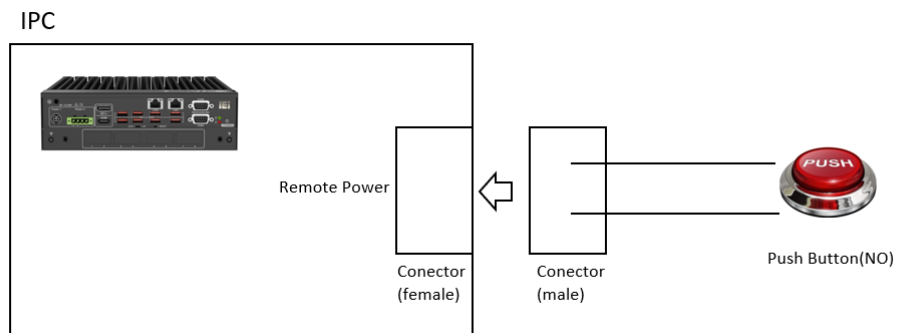 IPC
PUSH
Remote Power
Conector
(female)
Conector
(male)
Push Button(NO)